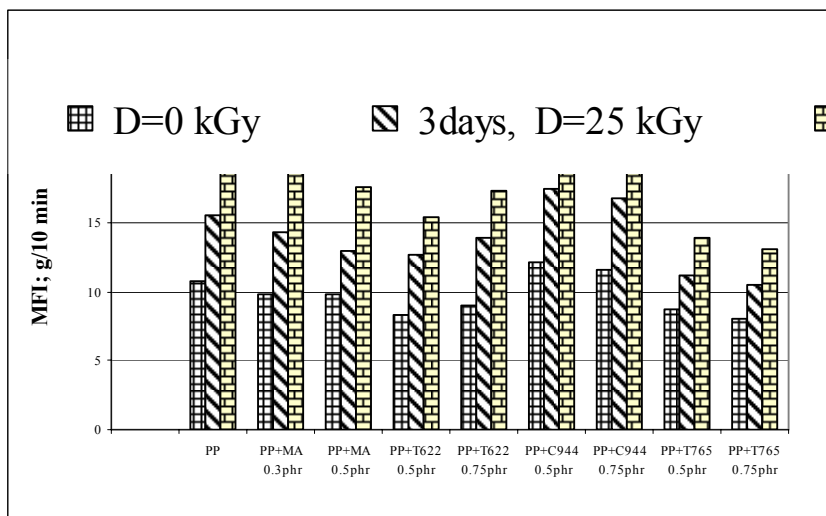 D=0 kGy 3days, D=25 kGy
MFI; g/10 min
15
10
5
0
PP PP+MA PP+MA PP+T622 PP+T622 PP+C944 PP+C944 PP+T765 PP+T765
0.3phr 0.5phr 0.5phr 0.75phr 0.5phr 0.75phr 0.5phr 0.75phr